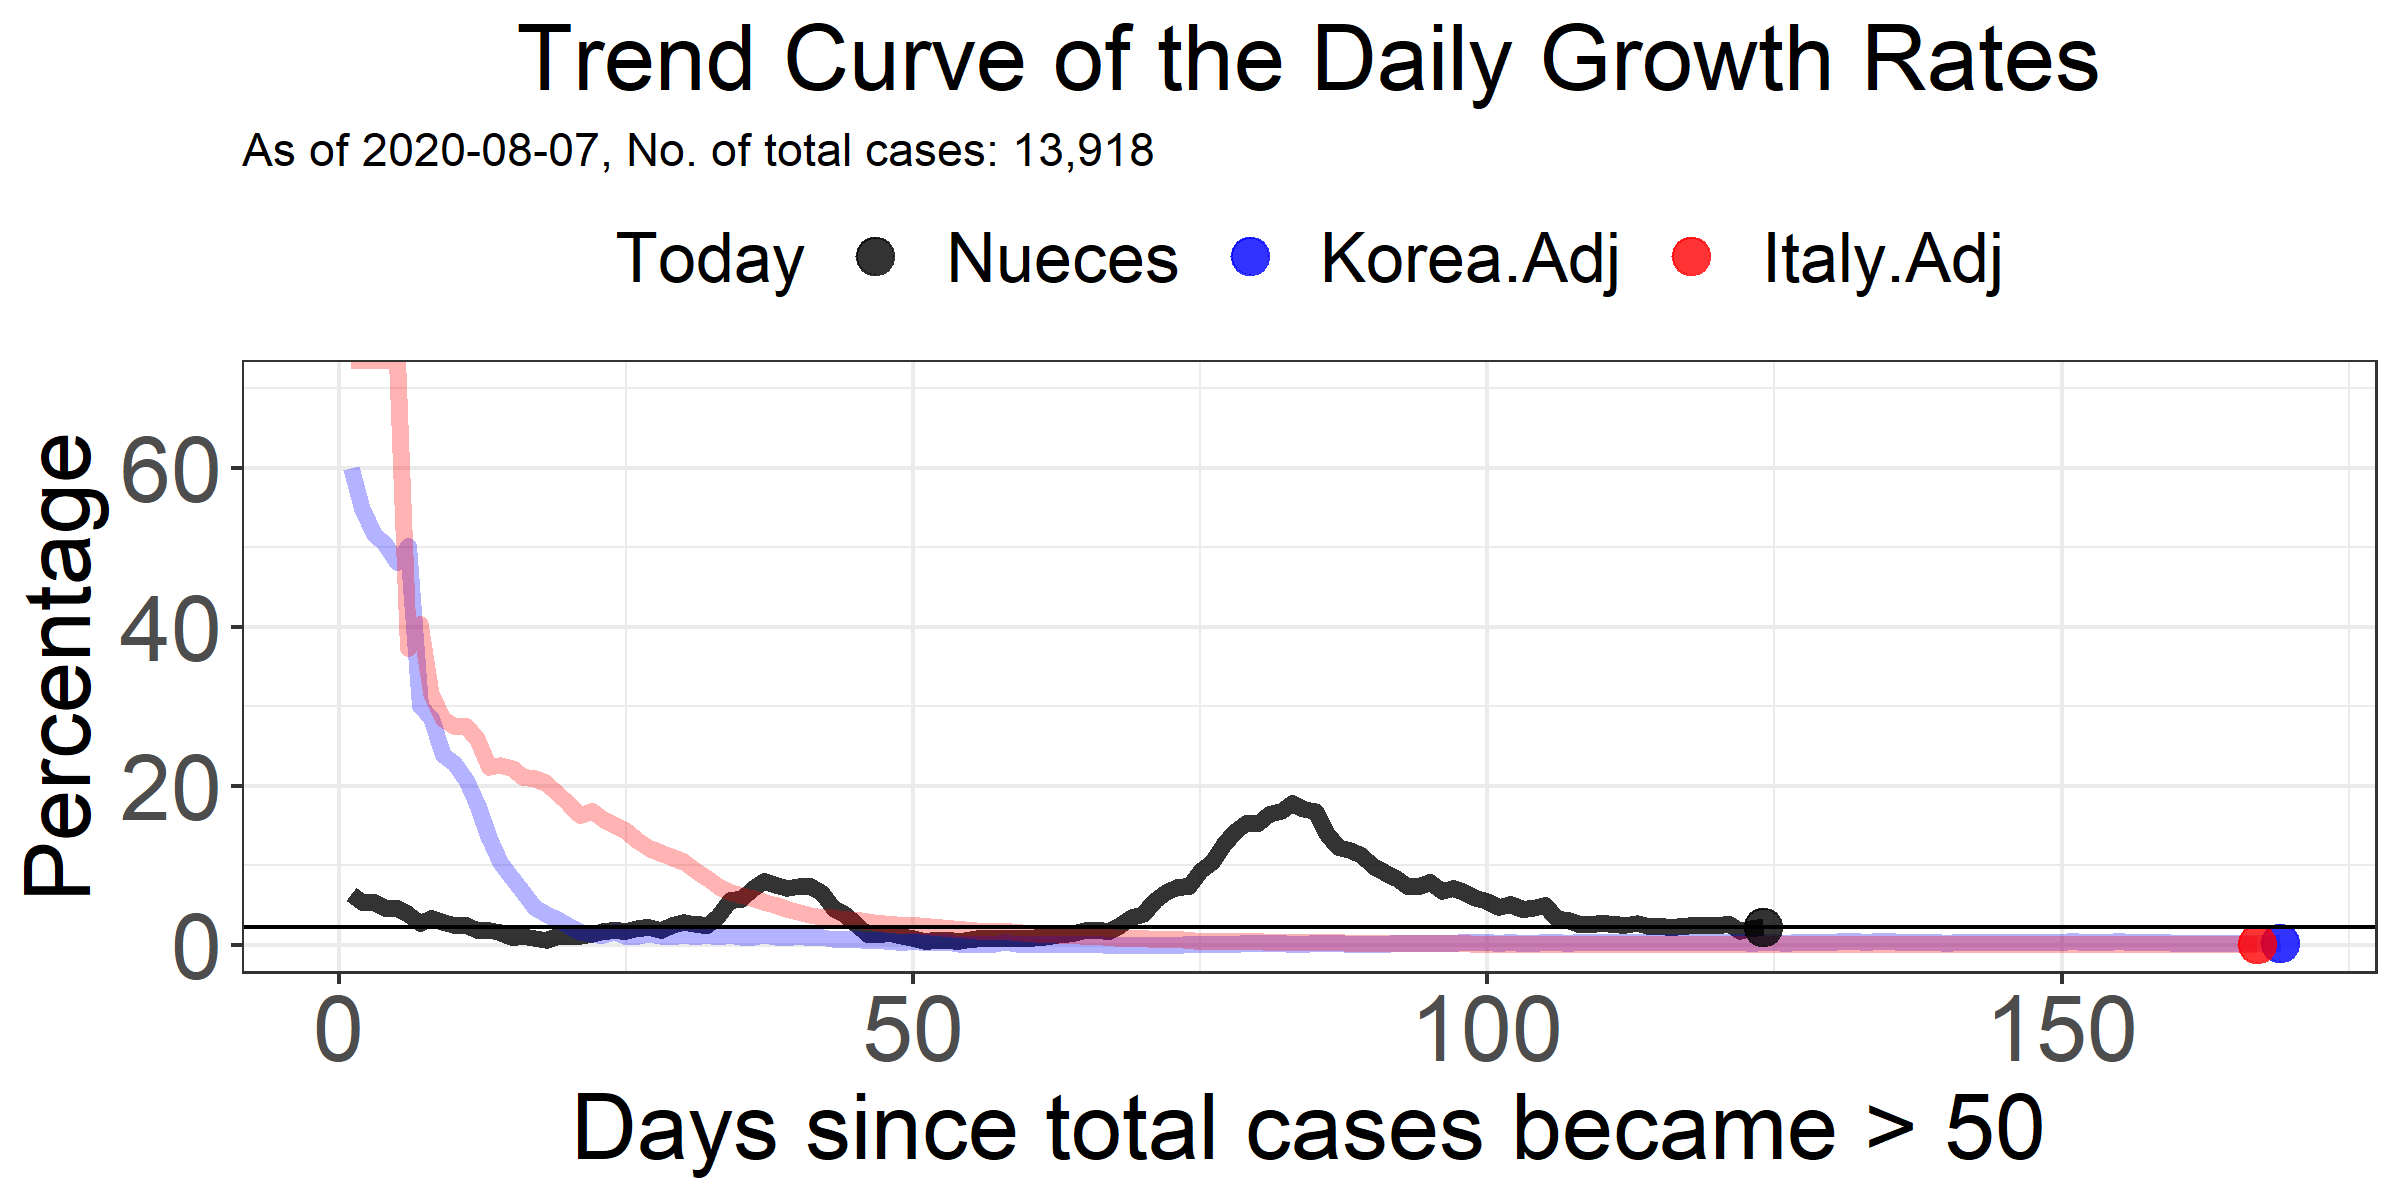 Trend Curve of the Daily Growth Rates
As of 2020-08-07, No. of total cases: 13,918
Today Nueces Korea.Adj Italy.Adj
Percentage
60
40
20
0
0 50 100 150
Days since total cases became > 50